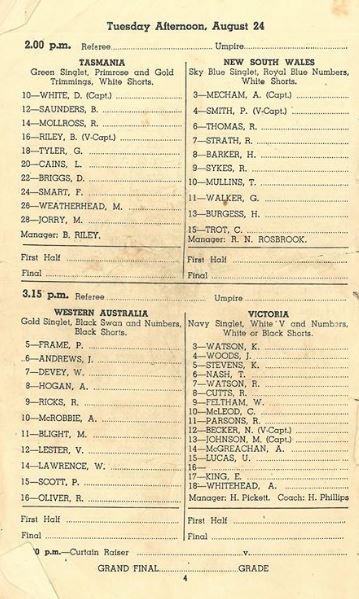 Tuesday Afternoon, August 24
2.00 p.m. Referee Umpire
TASMANIA
Green Singlet, Primrose and Gold
Trimmings, White Shorts.
10—WHITE, D. (Capt.)
12—SAUNDERS, B.
14—MOLLROSS, R.
16—RILEY, B. (V-Capt.)
18—TYLER, G.
20—CAINS, L.
22—BRIGGS, D.
24—SMART, F.
26—WEATHERHEAD, M.
28—JORRY, M.
Manager: B. RILEY.
First Half
Final
NEW SOUTH WALES
Sky Blue Singlet, Royal Blue Numbers,
White Shorts.
3—MECHAM, A. (Capt.)
4—SMITH, P. (V-Capt.)
6—THOMAS, R.
7—STRATH, R.
8—BARKER, H.
9—SYKES, R.
10—MULLINS, T.
11—WALKER, G.
13—BURGESS, H.
15—TROT, C.
Manager: R. N. ROSBROOK.
First Half
Final
3.15 p.m. Referee Umpire
WESTERN AUSTRALIA
Gold Singlet, Black Swan and Numbers,
Black Shorts.
5—FRAME, P.
6—ANDREWS, J.
7—DEVEY, W.
8—HOGAN, A.
9—RICKS, R.
10—McROBBIE, A.
11—BLIGHT, M.
12—LESTER, V.
14—LAWRENCE, W.
15—SCOTT, P.
16—OLIVER, R.
First Half
Final
VICTORIA
Navy Singlet, White V and Numbers,
White or Black Shorts.
3—WATSON, K.
4—WOODS, J.
5—STEVENS, K.
6—NASH, T.
7—WATSON, R.
8—CUTTS, R.
9—FELTHAM, W.
10—McLEOD, C.
11—PARSONS, R.
12—BECKER, N. (V-Capt.)
13—JOHNSON, M. (Capt.)
14—McGREACHAN, A.
15—LUCAS, U.
16—
17—KING, E.
18—WHITEHEAD, A.
Manager: H. Pickett. Coach: H. Phillips
First Half
Final
0 p.m.—Curtain Raiser v.
GRAND FINAL GRADE
4